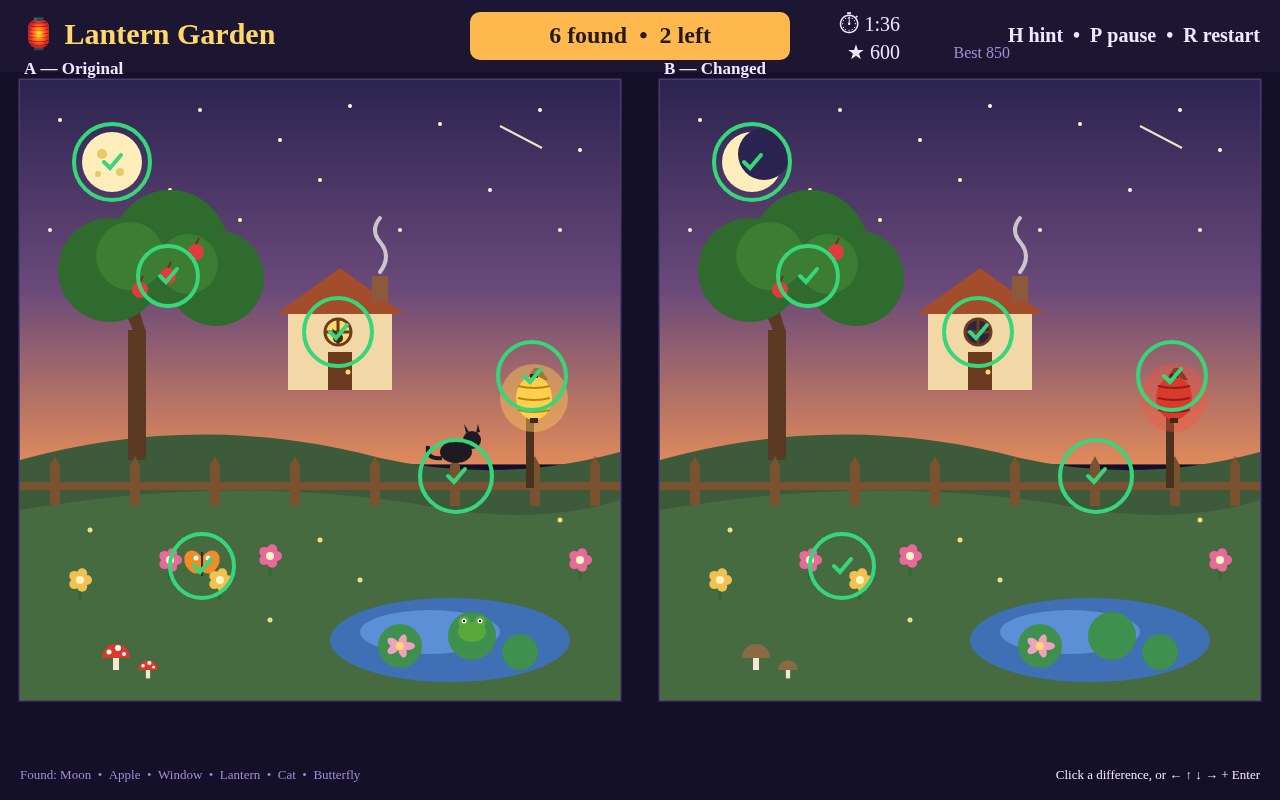 🏮 Lantern Garden
6 found • 2 left
⏱ 1:36
★ 600
Best 850
H hint • P pause • R restart
A — Original
B — Changed
Found: Moon • Apple • Window • Lantern • Cat • Butterfly
Click a difference, or ← ↑ ↓ → + Enter